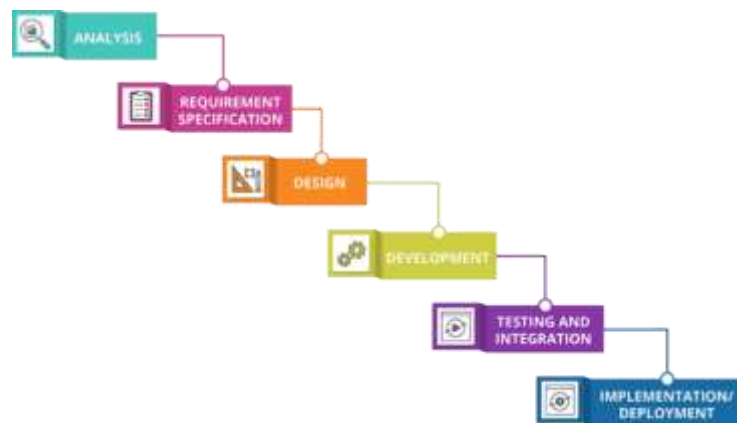 ANALYSIS
REQUIREMENT
SPECIFICATION
DESIGN
DEVELOPMENT
TESTING AND
INTEGRATION
IMPLEMENTATION/
DEPLOYMENT